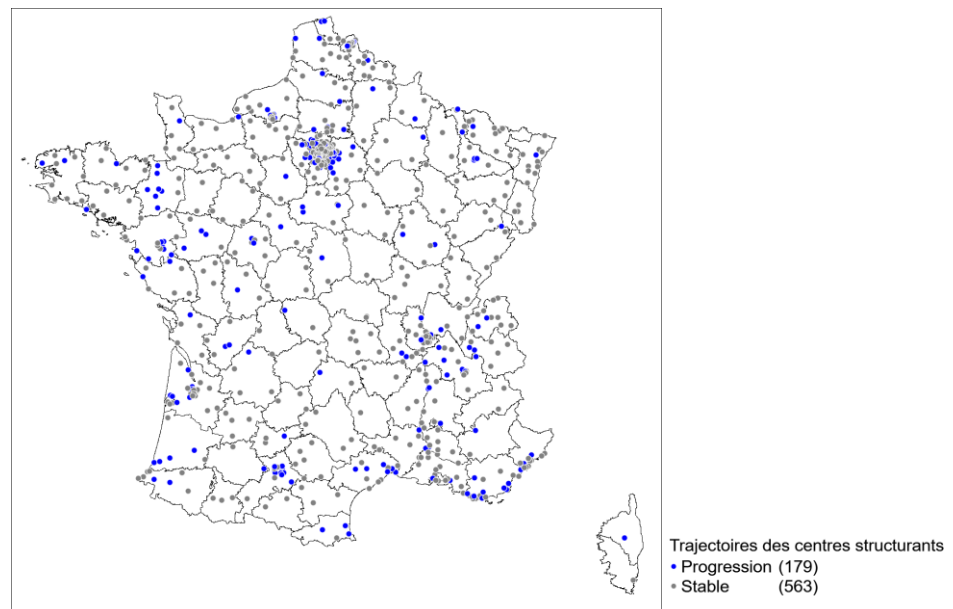 Trajectoires des centres structurants
Progression (179)
Stable (563)